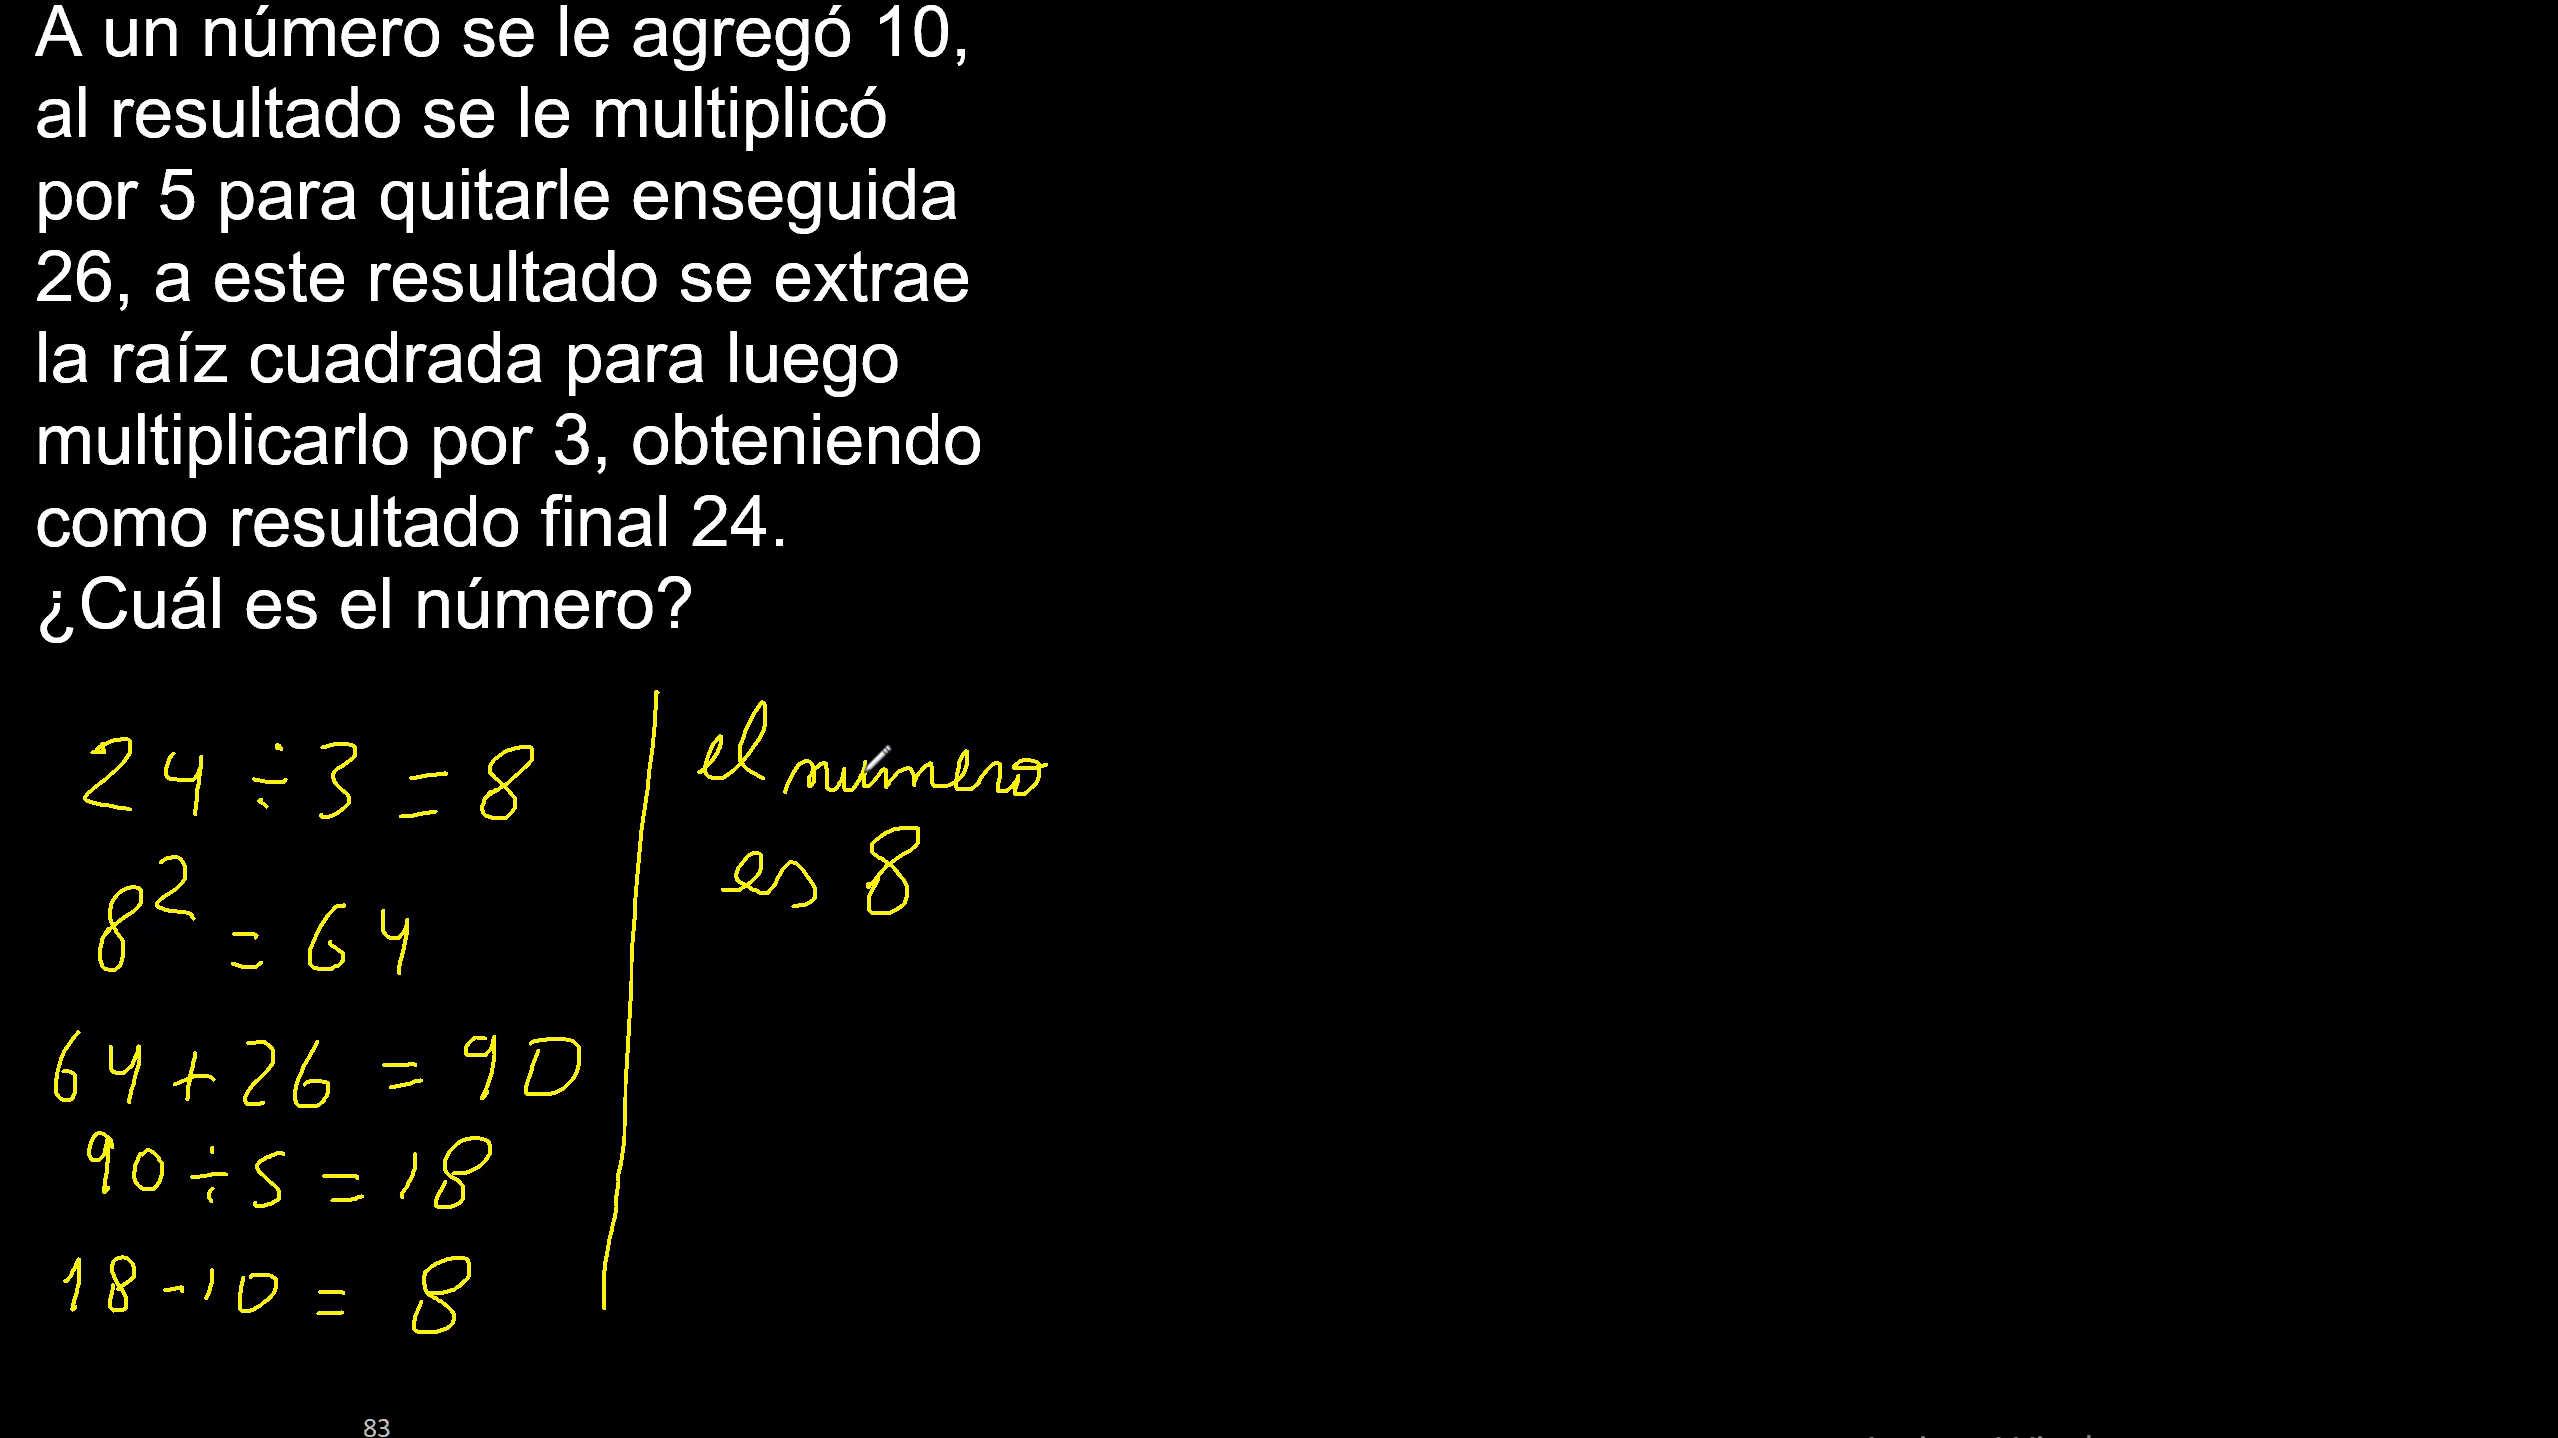 A un número se le agregó 10,
al resultado se le multiplicó
por 5 para quitarle enseguida
26, a este resultado se extrae
la raíz cuadrada para luego
multiplicarlo por 3, obteniendo
como resultado final 24.
¿Cuál es el número?
24 ÷ 3 = 8
8² = 64
64 + 26 = 90
90 ÷ 5 = 18
18 - 10 = 8
el numero
es 8
83